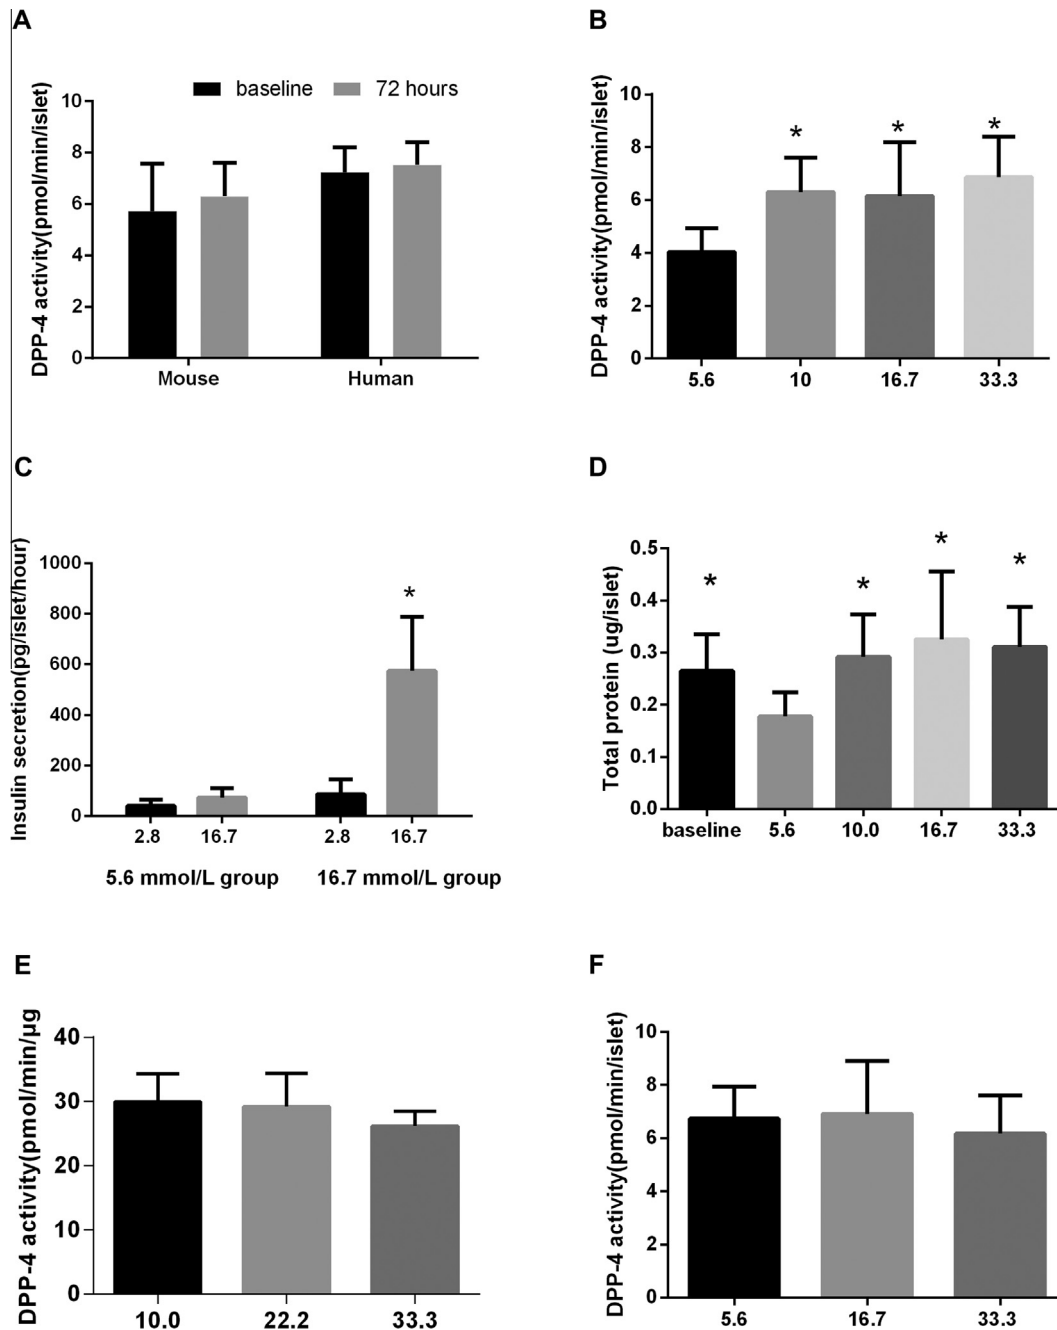 A
DPP-4 activity(pmol/min/islet)
baseline 72 hours
10
8
6
4
2
0
Mouse Human
B
DPP-4 activity(pmol/min/islet)
10
8
6
4
2
0
* * *
5.6 10 16.7 33.3
C
Insulin secretion(pg/islet/hour)
1000
800
600
400
200
0
*
2.8 16.7 2.8 16.7
5.6 mmol/L group 16.7 mmol/L group
D
Total protein (ug/islet)
0.5
0.4
0.3
0.2
0.1
0.0
* * * *
baseline 5.6 10.0 16.7 33.3
E
DPP-4 activity(pmol/min/µg
40
30
20
10
0
10.0 22.2 33.3
F
DPP-4 activity(pmol/min/islet)
10
8
6
4
2
0
5.6 16.7 33.3